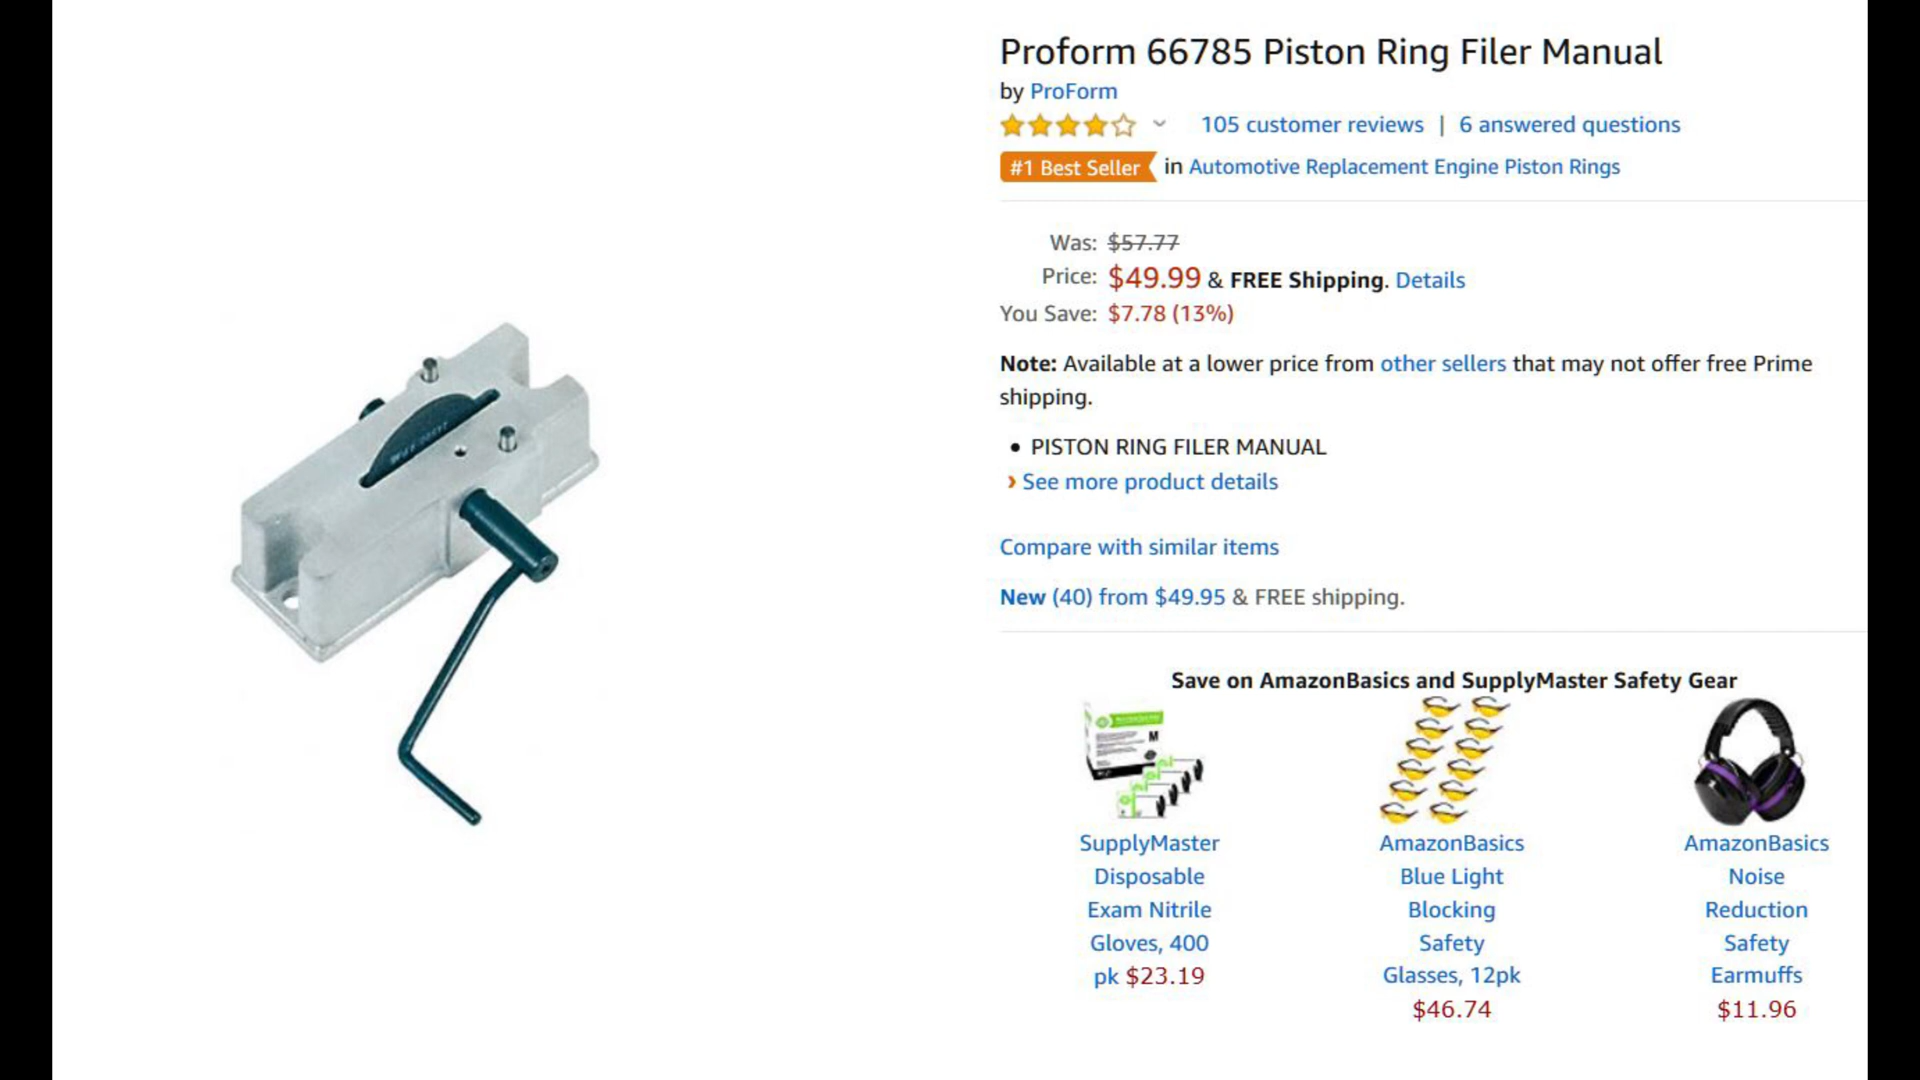 Proform 66785 Piston Ring Filer Manual
by ProForm
105 customer reviews | 6 answered questions
#1 Best Seller in Automotive Replacement Engine Piston Rings
Was: $57.77
Price: $49.99 & FREE Shipping. Details
You Save: $7.78 (13%)
Note: Available at a lower price from other sellers that may not offer free Prime
shipping.
• PISTON RING FILER MANUAL
› See more product details
Compare with similar items
New (40) from $49.95 & FREE shipping.
Save on AmazonBasics and SupplyMaster Safety Gear
M
SupplyMaster
Disposable
Exam Nitrile
Gloves, 400
pk $23.19
AmazonBasics
Blue Light
Blocking
Safety
Glasses, 12pk
$46.74
AmazonBasics
Noise
Reduction
Safety
Earmuffs
$11.96